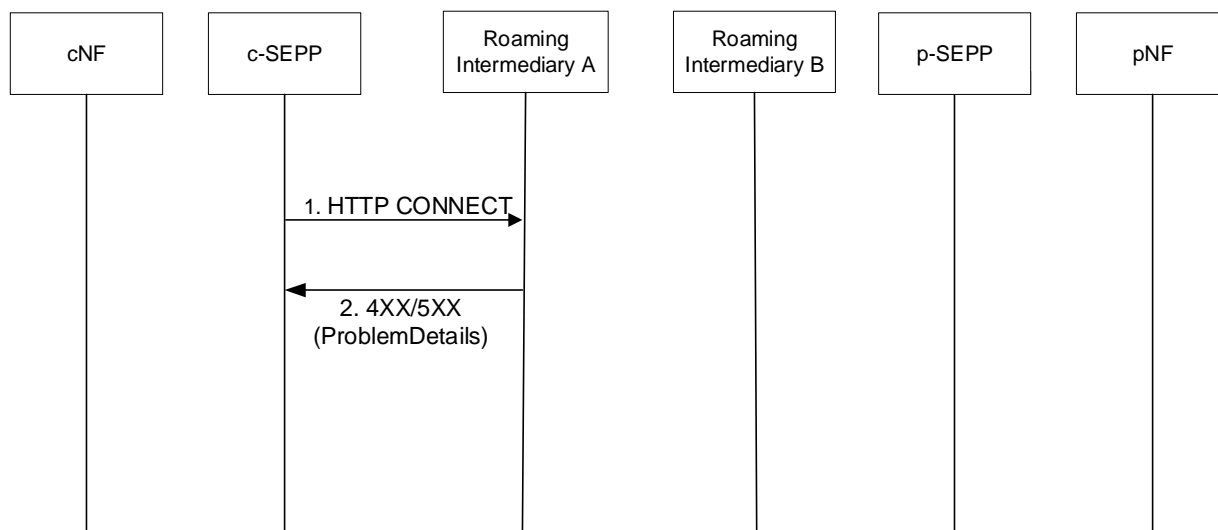 cNF
c-SEPP
Roaming
Intermediary A
Roaming
Intermediary B
p-SEPP
pNF
1. HTTP CONNECT
2. 4XX/5XX
(ProblemDetails)